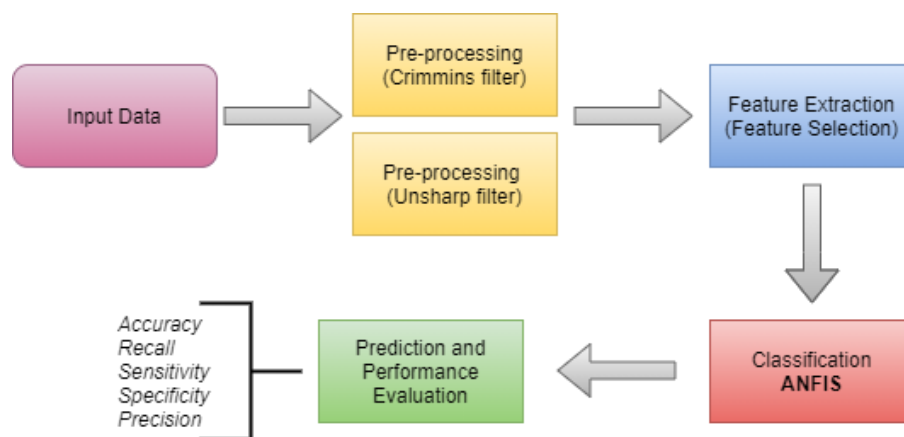 Input Data
Pre-processing
(Crimmins filter)
Pre-processing
(Unsharp filter)
Feature Extraction
(Feature Selection)
Classification
ANFIS
Prediction and
Performance
Evaluation
Accuracy
Recall
Sensitivity
Specificity
Precision